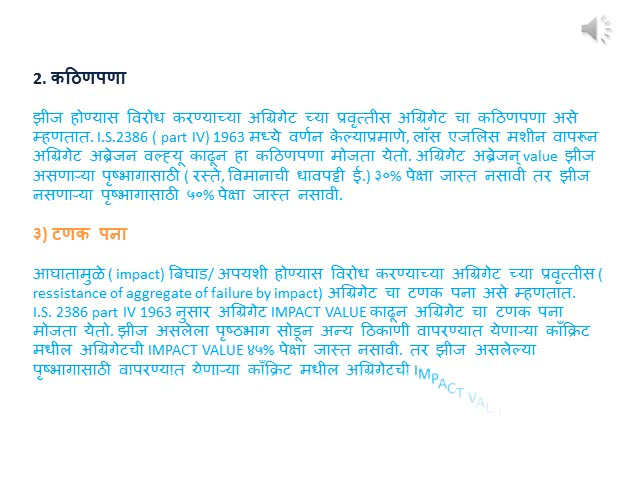 2. कठिणपणा
झीज होण्यास विरोध करण्याच्या अग्रिगेट च्या प्रवृत्तीस अग्रिगेट चा कठिणपणा असे
म्हणतात. I.S.2386 ( part IV) 1963 मध्ये वर्णन केल्याप्रमाणे, लॉस एजलिस मशीन वापरून
अग्रिगेट अब्रेजन वल्ह्यू काढून हा कठिणपणा मोजता येतो. अग्रिगेट अब्रेजन् value झीज
असणाऱ्या पृष्भागासाठी ( रस्ते, विमानाची धावपट्टी ई.) ३०% पेक्षा जास्त नसावी तर झीज
नसणाऱ्या पृष्भागासाठी ५०% पेक्षा जास्त नसावी.
३) टणक पना
आघातामुळे ( impact) बिघाड/ अपयशी होण्यास विरोध करण्याच्या अग्रिगेट च्या प्रवृत्तीस (
ressistance of aggregate of failure by impact) अग्रिगेट चा टणक पना असे म्हणतात.
I.S. 2386 part IV 1963 नुसार अग्रिगेट IMPACT VALUE काढून अग्रिगेट चा टणक पना
मोजता येतो. झीज असलेला पृष्ठभाग सोडून अन्य ठिकाणी वापरण्यात येणाऱ्या काँक्रिट
मधील अग्रिगेटची IMPACT VALUE ४५% पेक्षा जास्त नसावी. तर झीज असलेल्या
पृष्भागासाठी वापरण्यात येणाऱ्या काँक्रिट मधील अग्रिगेटची IMPACT